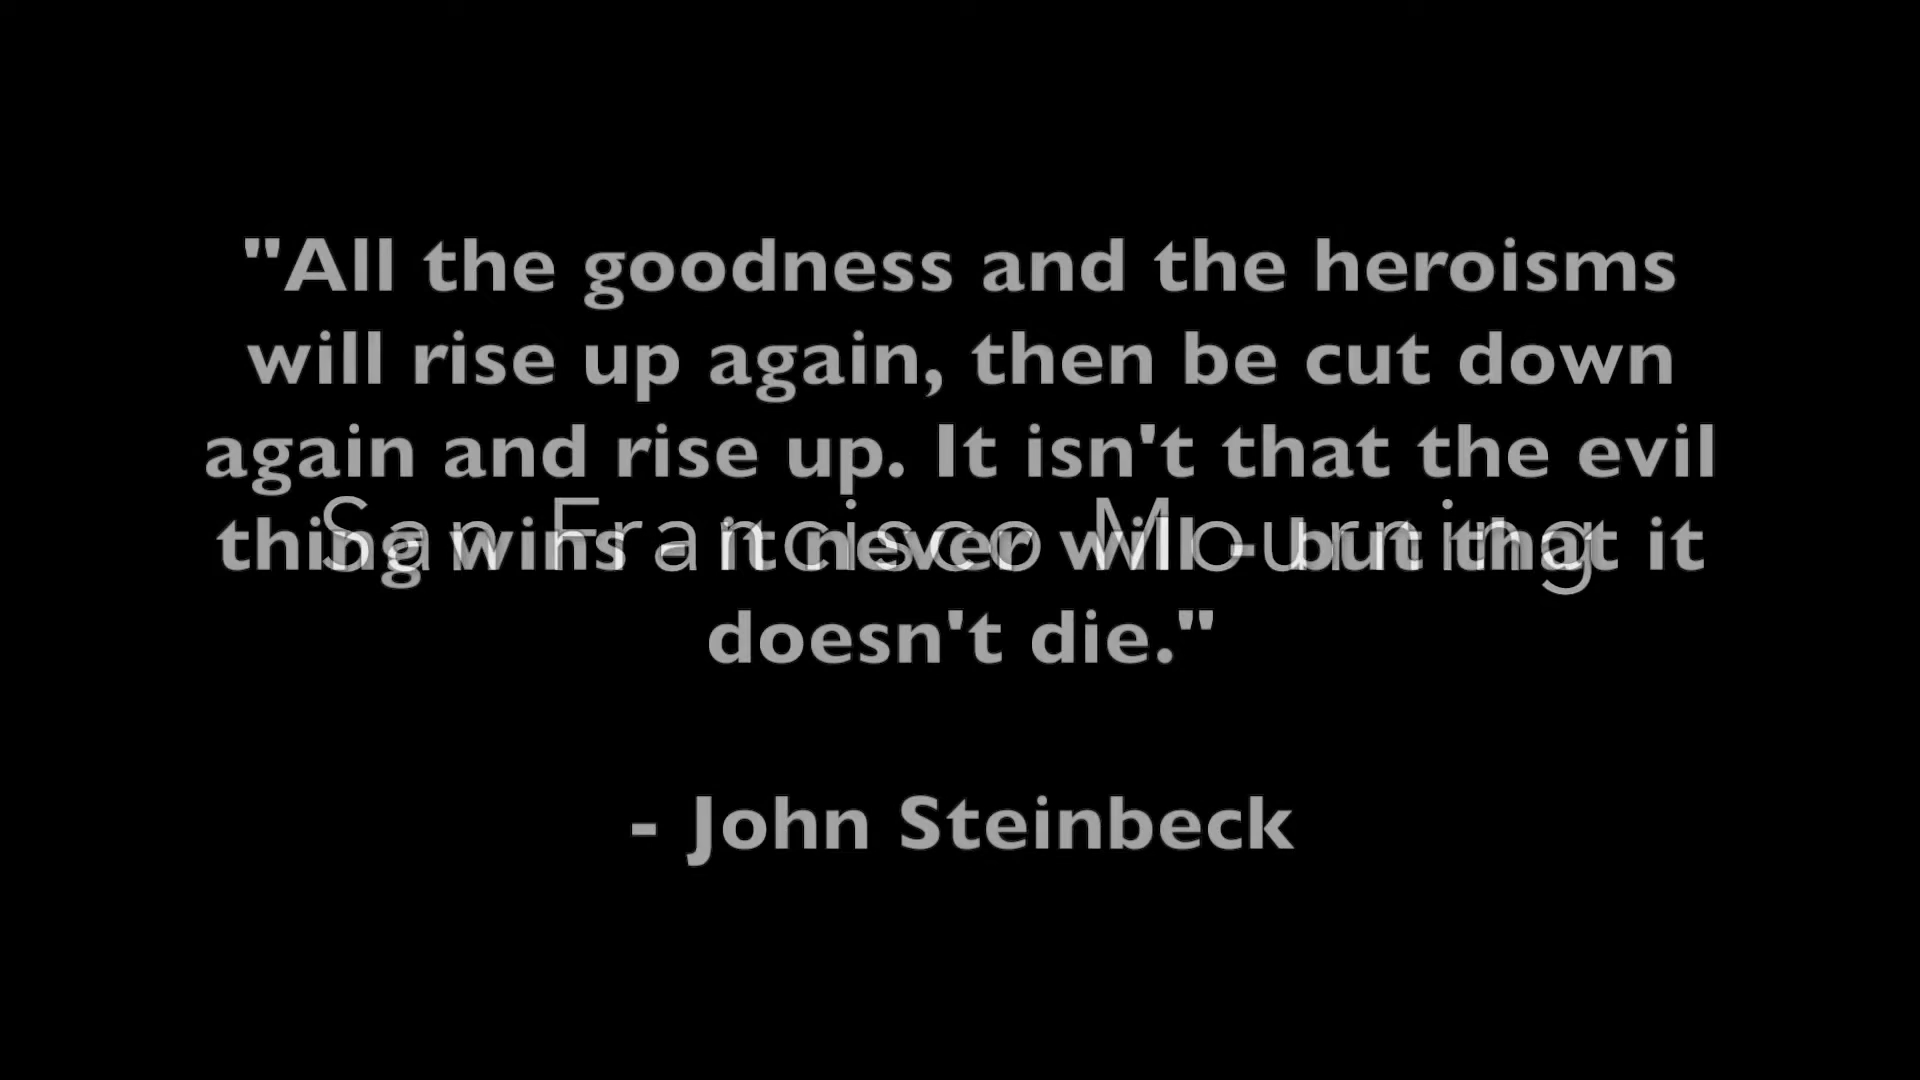 "All the goodness and the heroisms
will rise up again, then be cut down
again and rise up. It isn't that the evil
thing wins - it never will - but that it
San Francisco Mourning
doesn't die."
- John Steinbeck